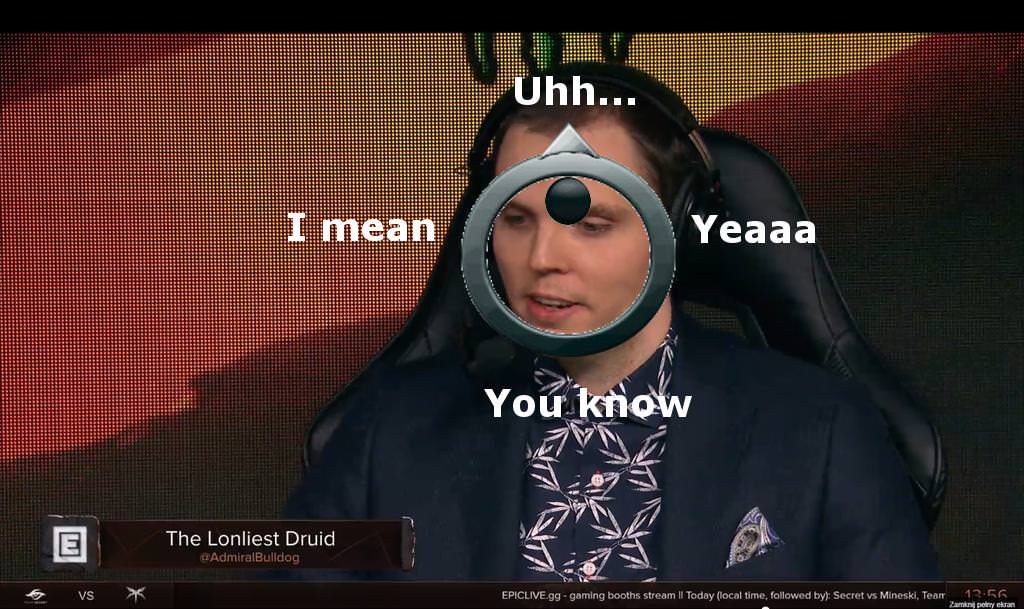 Uhh...
I mean
Yeaaa
You know
E
The Lonliest Druid
@AdmiralBulldog
VS
EPICLIVE.gg - gaming booths stream || Today (local time, followed by): Secret vs Mineski, Team
13:56
Zamknij pełny ekran